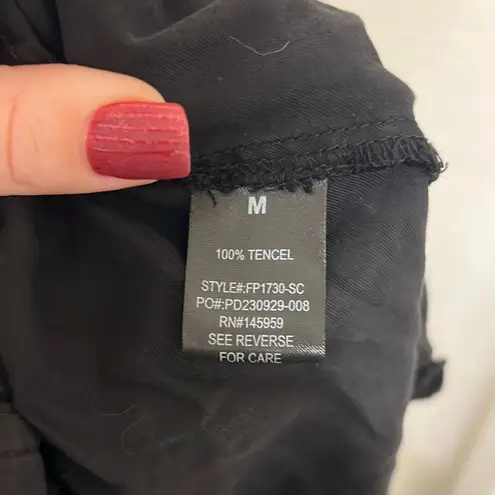 M
100% TENCEL
STYLE#:FP1730-SC
PO#:PD230929-008
RN#145959
SEE REVERSE
FOR CARE